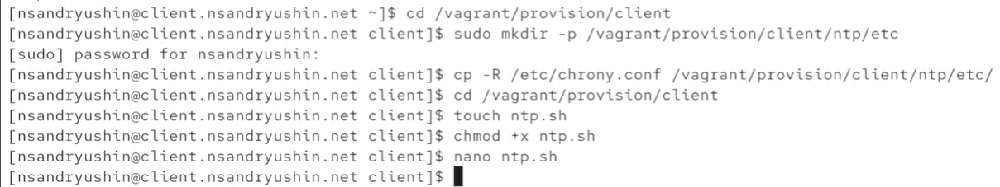 [nsandryushin@client.nsandryushin.net ~]$ cd /vagrant/provision/client
[nsandryushin@client.nsandryushin.net client]$ sudo mkdir -p /vagrant/provision/client/ntp/etc
[sudo] password for nsandryushin:
[nsandryushin@client.nsandryushin.net client]$ cp -R /etc/chrony.conf /vagrant/provision/client/ntp/etc/
[nsandryushin@client.nsandryushin.net client]$ cd /vagrant/provision/client
[nsandryushin@client.nsandryushin.net client]$ touch ntp.sh
[nsandryushin@client.nsandryushin.net client]$ chmod +x ntp.sh
[nsandryushin@client.nsandryushin.net client]$ nano ntp.sh
[nsandryushin@client.nsandryushin.net client]$